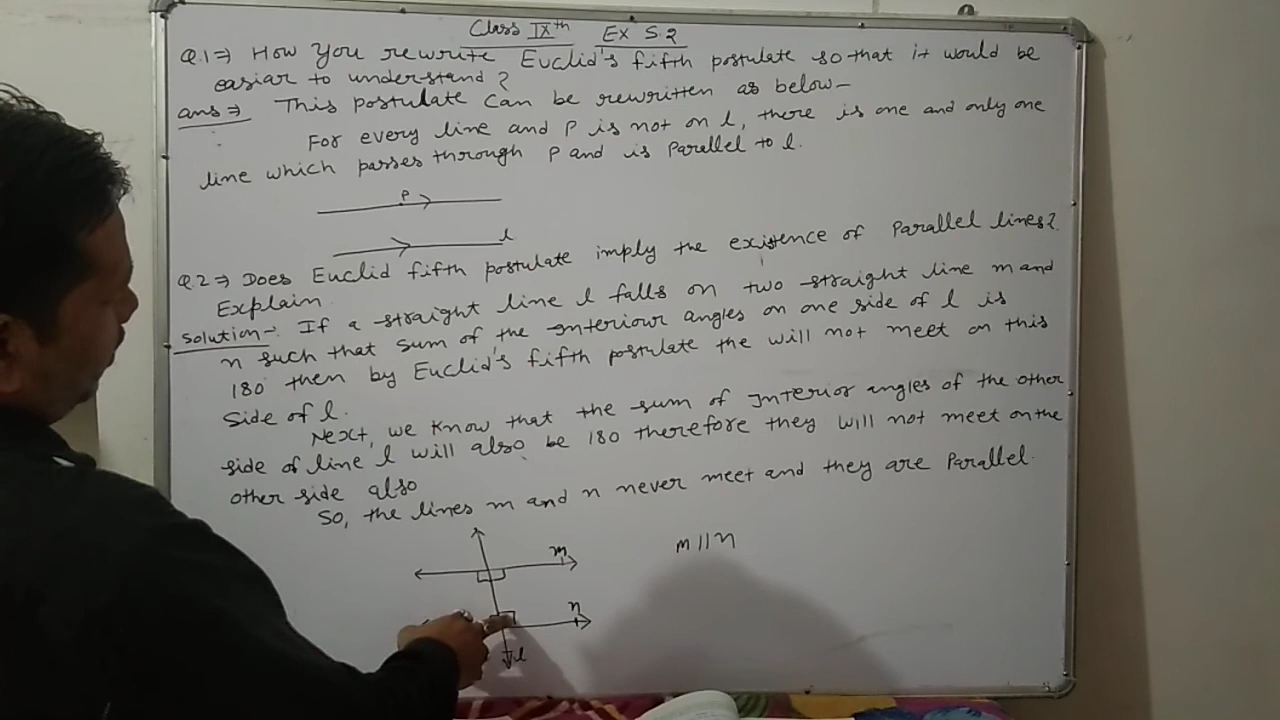 Class IXth Ex 5.2
Q.1⇒ How you rewrite Euclid's fifth postulate so that it would be
easiar to understand?
ans ⇒ This postulate can be rewritten as below-
For every line and P is not on l, there is one and only one
line which passes through P and is Parallel to l.
P
l
Q.2⇒ Does Euclid fifth postulate imply the existence of Parallel lines?
Explain
Solution-: If a straight line l falls on two straight line m and
n such that sum of the Interiour angles on one side of l is
180 then by Euclid's fifth postulate the will not meet on this
Side of l.
Next, we know that the sum of Interior angles of the other
side of line l will also be 180 therefore they will not meet on the
other side also
So, the lines m and n never meet and they are Parallel.
m
m || n
n
l